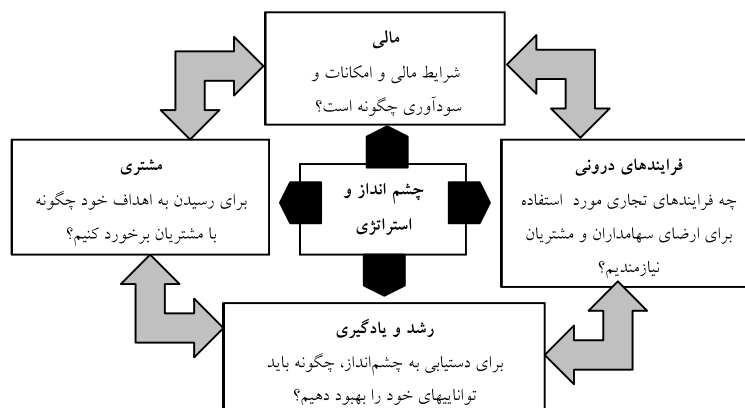 مالی
شرایط مالی و امکانات و
سودآوری چگونه است؟
فرایندهای درونی
چه فرایندهای تجاری مورد استفاده
برای ارضای سهامداران و مشتریان
نیازمندیم؟
چشم انداز و
استراتژی
مشتری
برای رسیدن به اهداف خود چگونه
با مشتریان برخورد کنیم؟
رشد و یادگیری
برای دستیابی به چشم‌انداز، چگونه باید
تواناییهای خود را بهبود دهیم؟